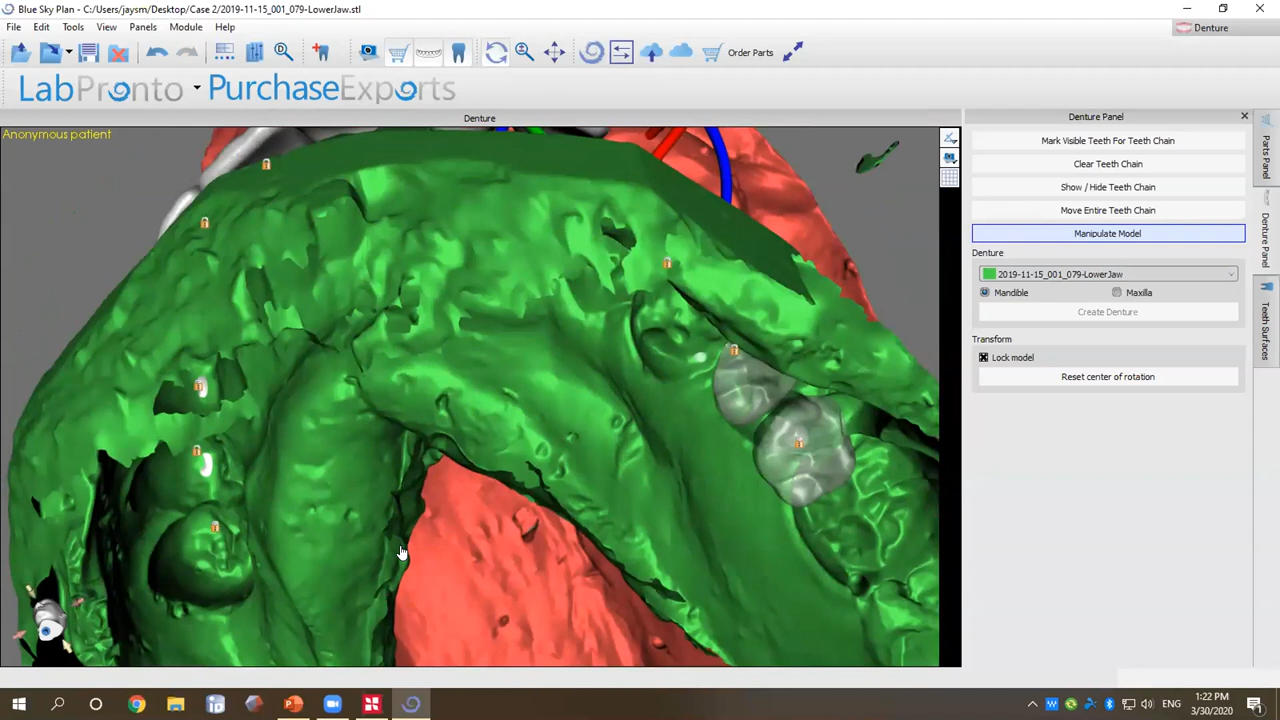 Blue Sky Plan - C:/Users/jaysm/Desktop/Case 2/2019-11-15_001_079-LowerJaw.stl
File Edit Tools View Panels Module Help
Denture
Order Parts
LabPronto PurchaseExports
Denture
Denture Panel
Anonymous patient
Mark Visible Teeth For Teeth Chain
Clear Teeth Chain
Show / Hide Teeth Chain
Move Entire Teeth Chain
Manipulate Model
Denture
2019-11-15_001_079-LowerJaw
Mandible Maxilla
Create Denture
Transform
Lock model
Reset center of rotation
Parts Panel
Denture Panel
Teeth Surfaces
ENG
1:22 PM
3/30/2020